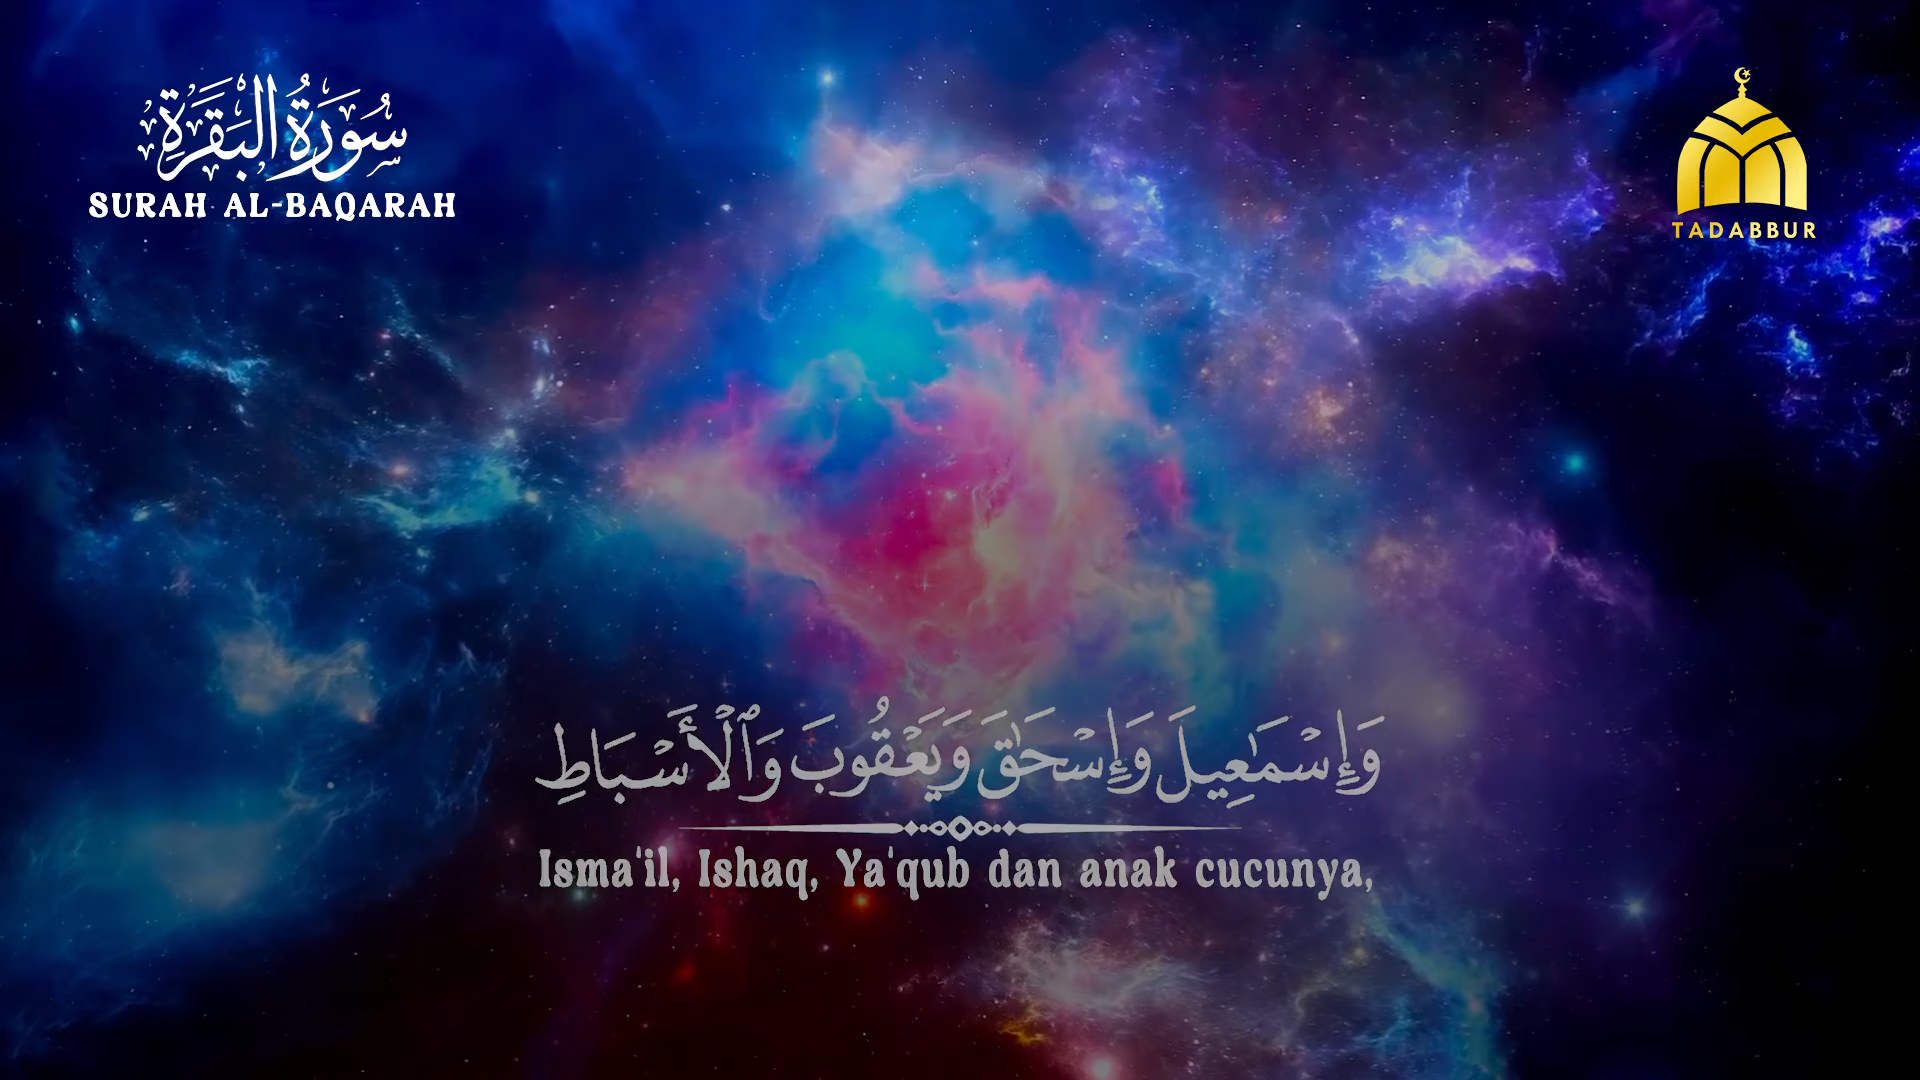 سُورَةُ البَقَرَةِ
SURAH AL-BAQARAH
TADABBUR
وَإِسْمَٰعِيلَ وَإِسْحَٰقَ وَيَعْقُوبَ وَٱلْأَسْبَاطِ
Isma'il, Ishaq, Ya'qub dan anak cucunya,